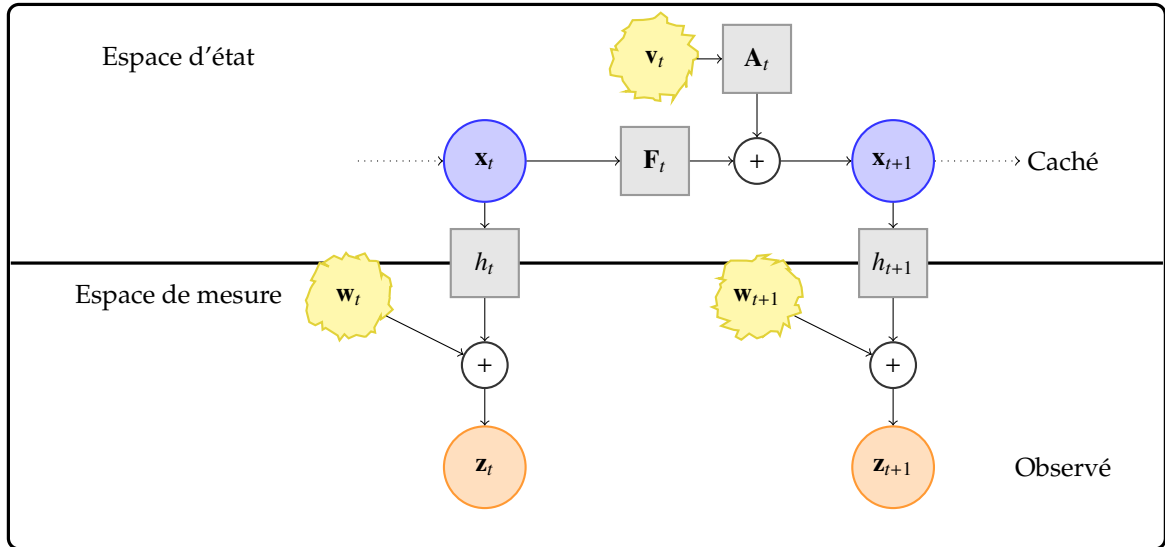 Espace d'état
v_t
A_t
x_t
F_t
+
x_{t+1}
Caché
h_t
h_{t+1}
Espace de mesure
w_t
w_{t+1}
+
+
z_t
z_{t+1}
Observé